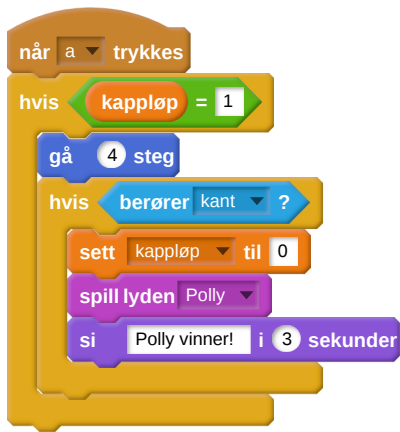 når a trykkes
hvis kappløp = 1
gå 4 steg
hvis berører kant ?
sett kappløp til 0
spill lyden Polly
si Polly vinner! i 3 sekunder